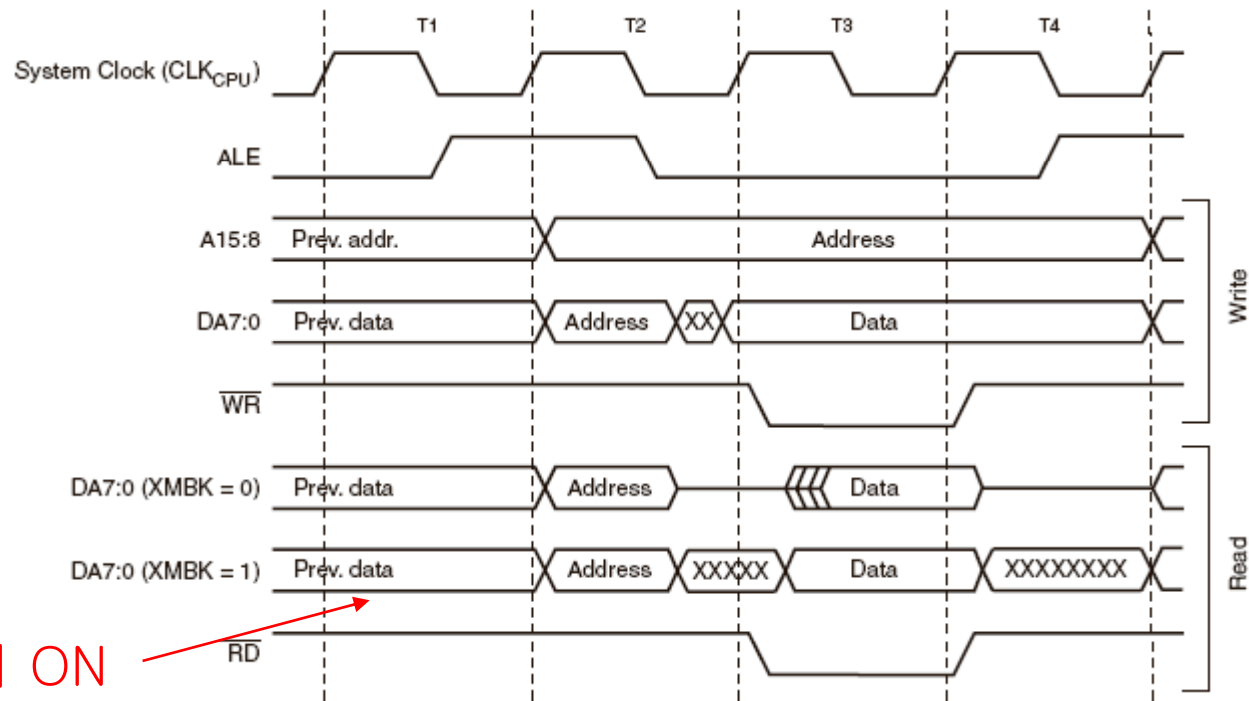 T1 T2 T3 T4
System Clock (CLKCPU)
ALE
A15:8 Prev. addr. Address
DA7:0 Prev. data Address XX Data
WR
Write
DA7:0 (XMBK = 0) Prev. data Address Data
DA7:0 (XMBK = 1) Prev. data Address XXXXX Data XXXXXXXX
RD
Read
ON